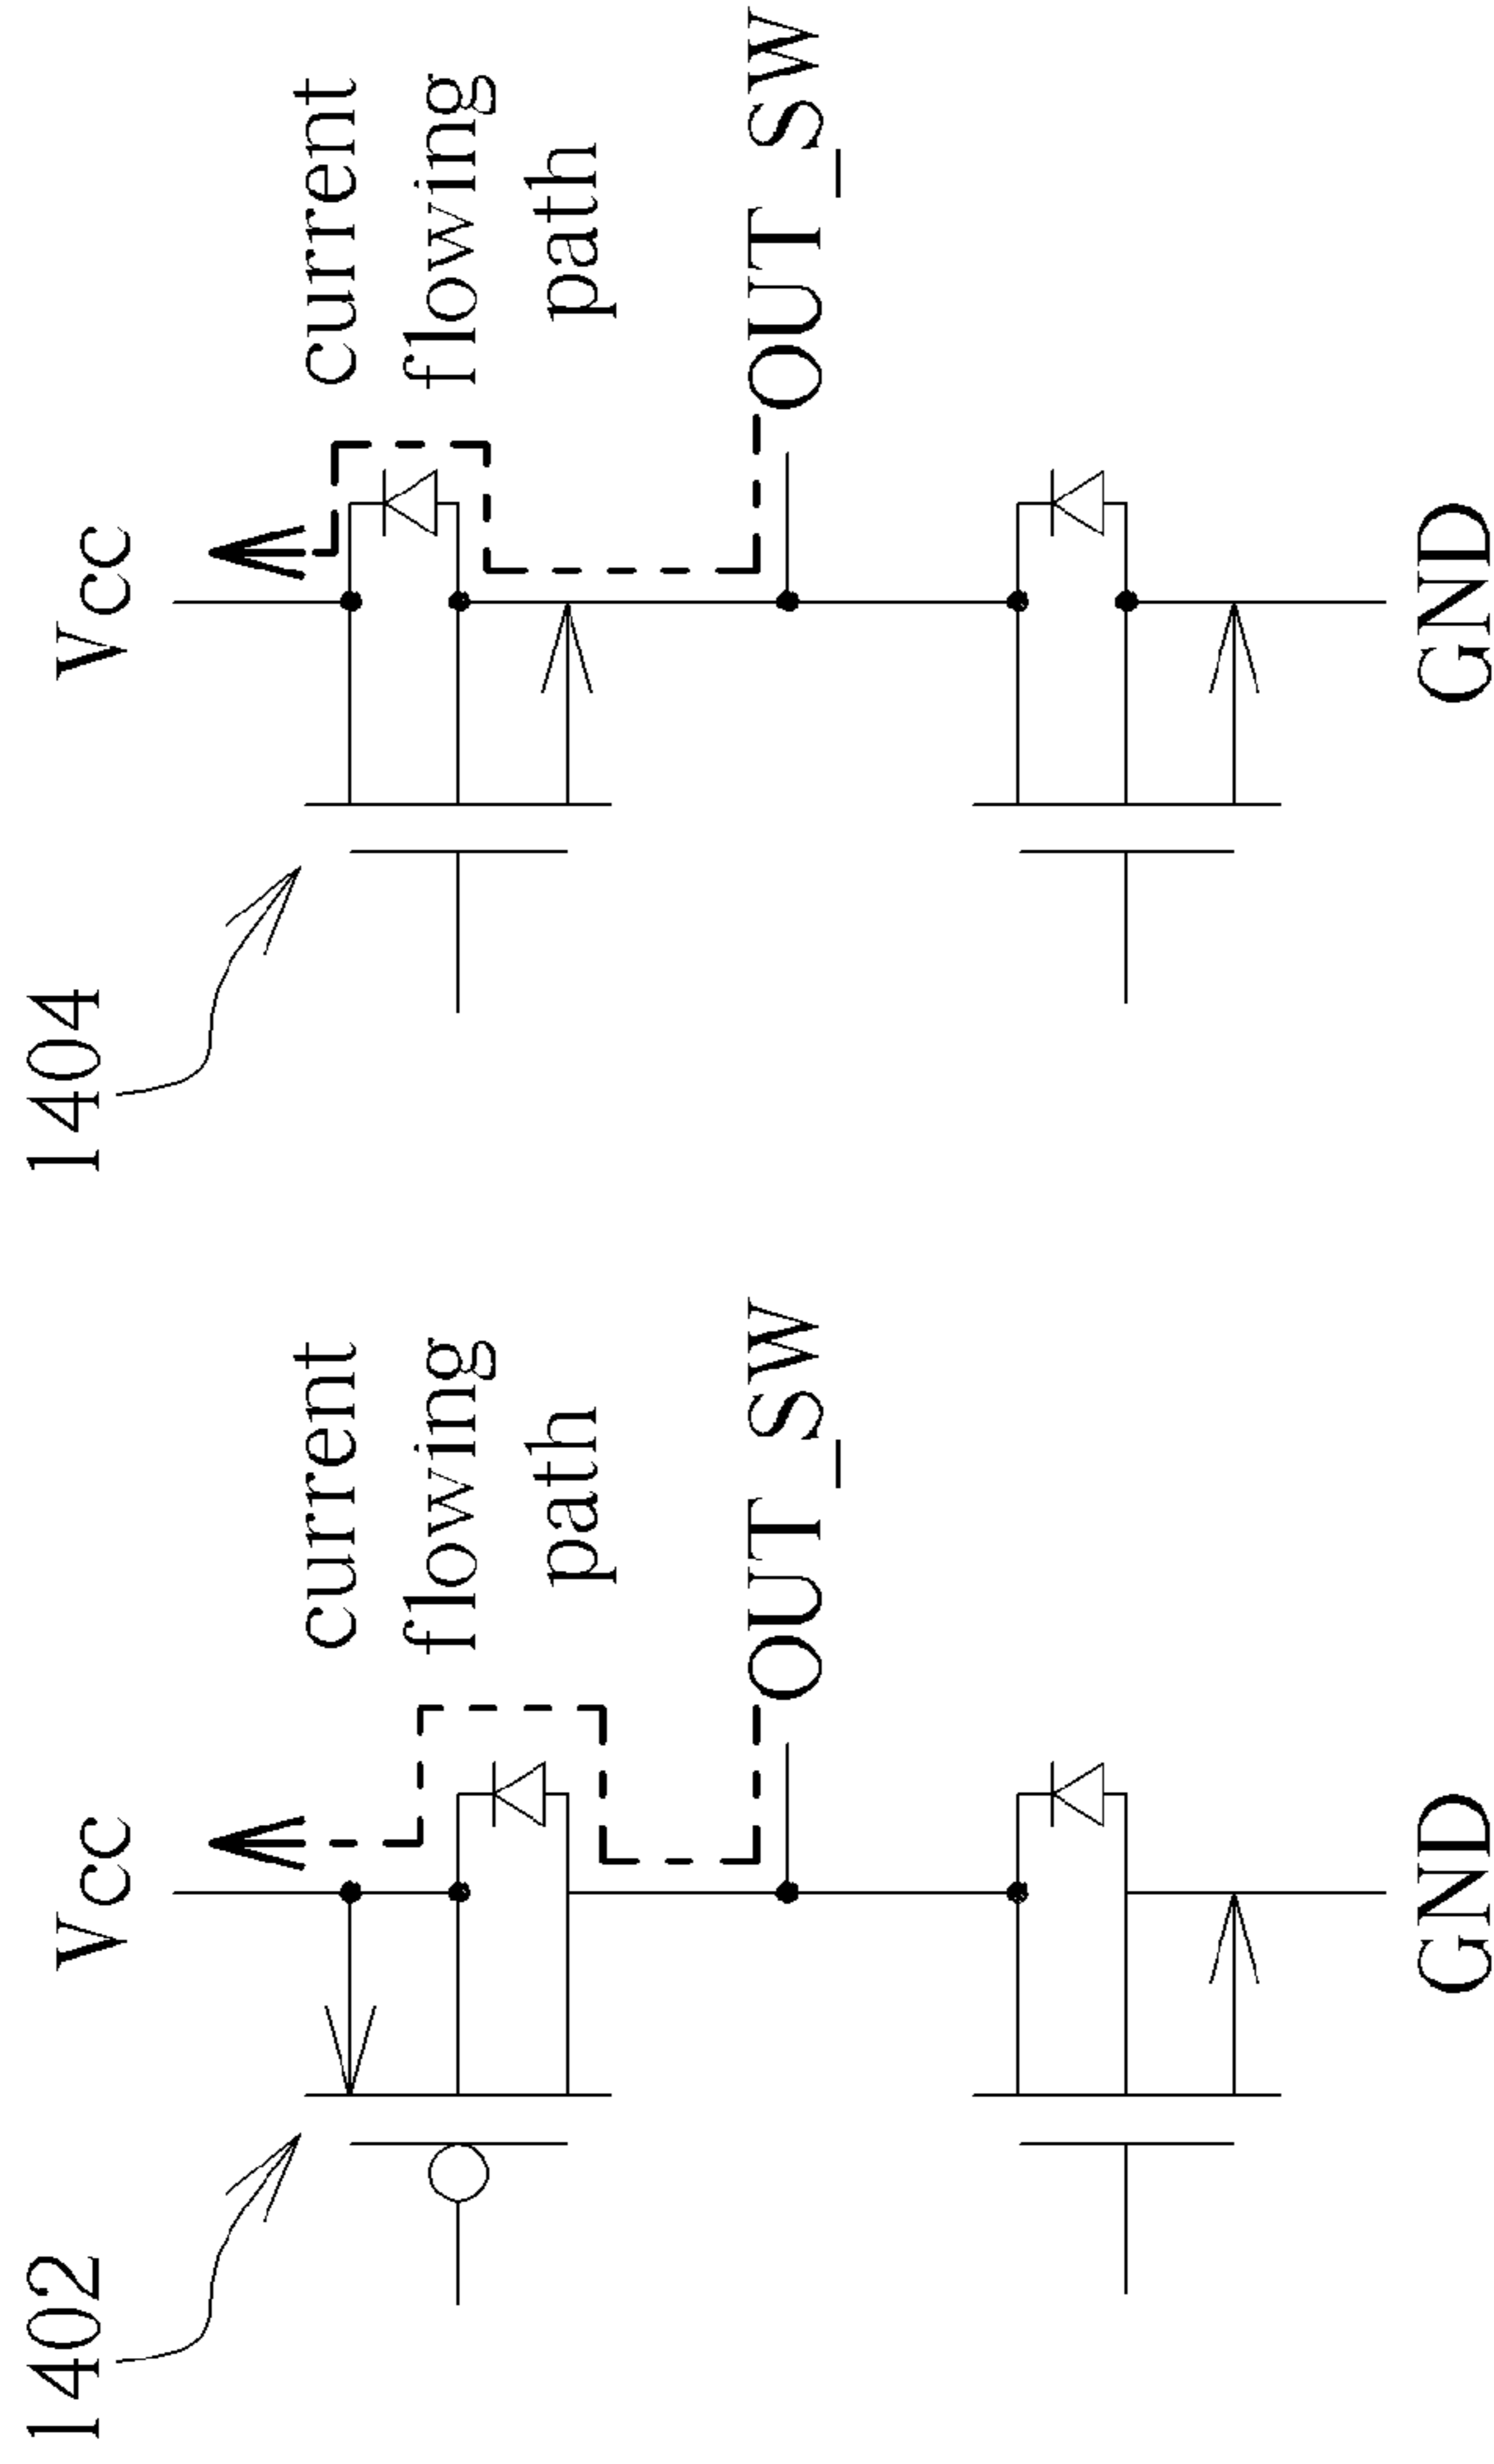 1402
Vcc
current
flowing
path
OUT_SW
GND
1404
Vcc
current
flowing
path
OUT_SW
GND